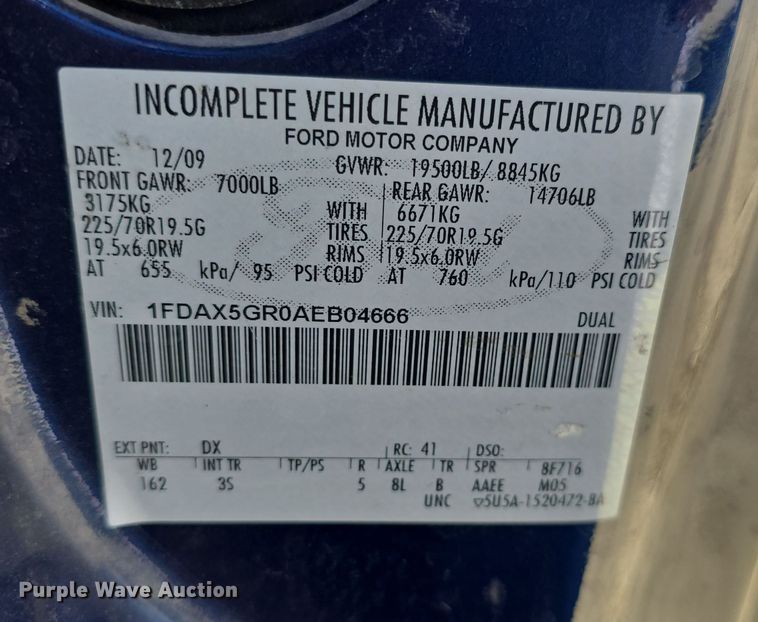 INCOMPLETE VEHICLE MANUFACTURED BY
FORD MOTOR COMPANY
DATE: 12/09 GVWR: 19500LB/ 8845KG
FRONT GAWR: 7000LB REAR GAWR: 14706LB
3175KG WITH 6671KG WITH
225/70R19.5G TIRES 225/70R19.5G TIRES
19.5x6.0RW RIMS 19.5x6.0RW RIMS
AT 655 kPa/ 95 PSI COLD AT 760 kPa/110 PSI COLD
VIN: 1FDAX5GR0AEB04666 DUAL
EXT PNT: DX RC: 41 DSO:
WB INT TR TP/PS R AXLE TR SPR 8F716
162 3S 5 8L B AAEE M05
UNC 5U5A-1520472-BA
Purple Wave Auction